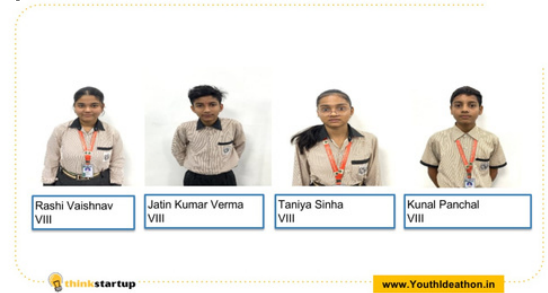 Rashi Vaishnav
VIII
Jatin Kumar Verma
VIII
Taniya Sinha
VIII
Kunal Panchal
VIII
thinkstartup
www.YouthIdeathon.in